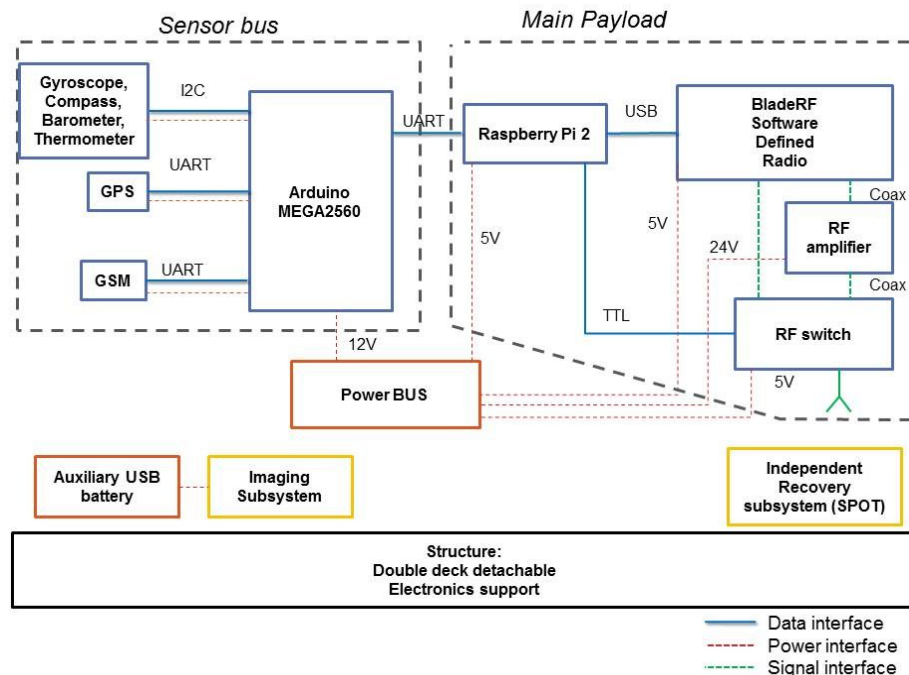 Sensor bus
Main Payload
Gyroscope,
Compass,
Barometer,
Thermometer
I2C
UART
GPS
UART
GSM
Arduino
MEGA2560
UART
Raspberry Pi 2
USB
BladeRF
Software
Defined
Radio
Coax
RF
amplifier
Coax
5V
5V
24V
TTL
RF switch
5V
12V
Power BUS
Auxiliary USB
battery
Imaging
Subsystem
Independent
Recovery
subsystem (SPOT)
Structure:
Double deck detachable
Electronics support
Data interface
Power interface
Signal interface